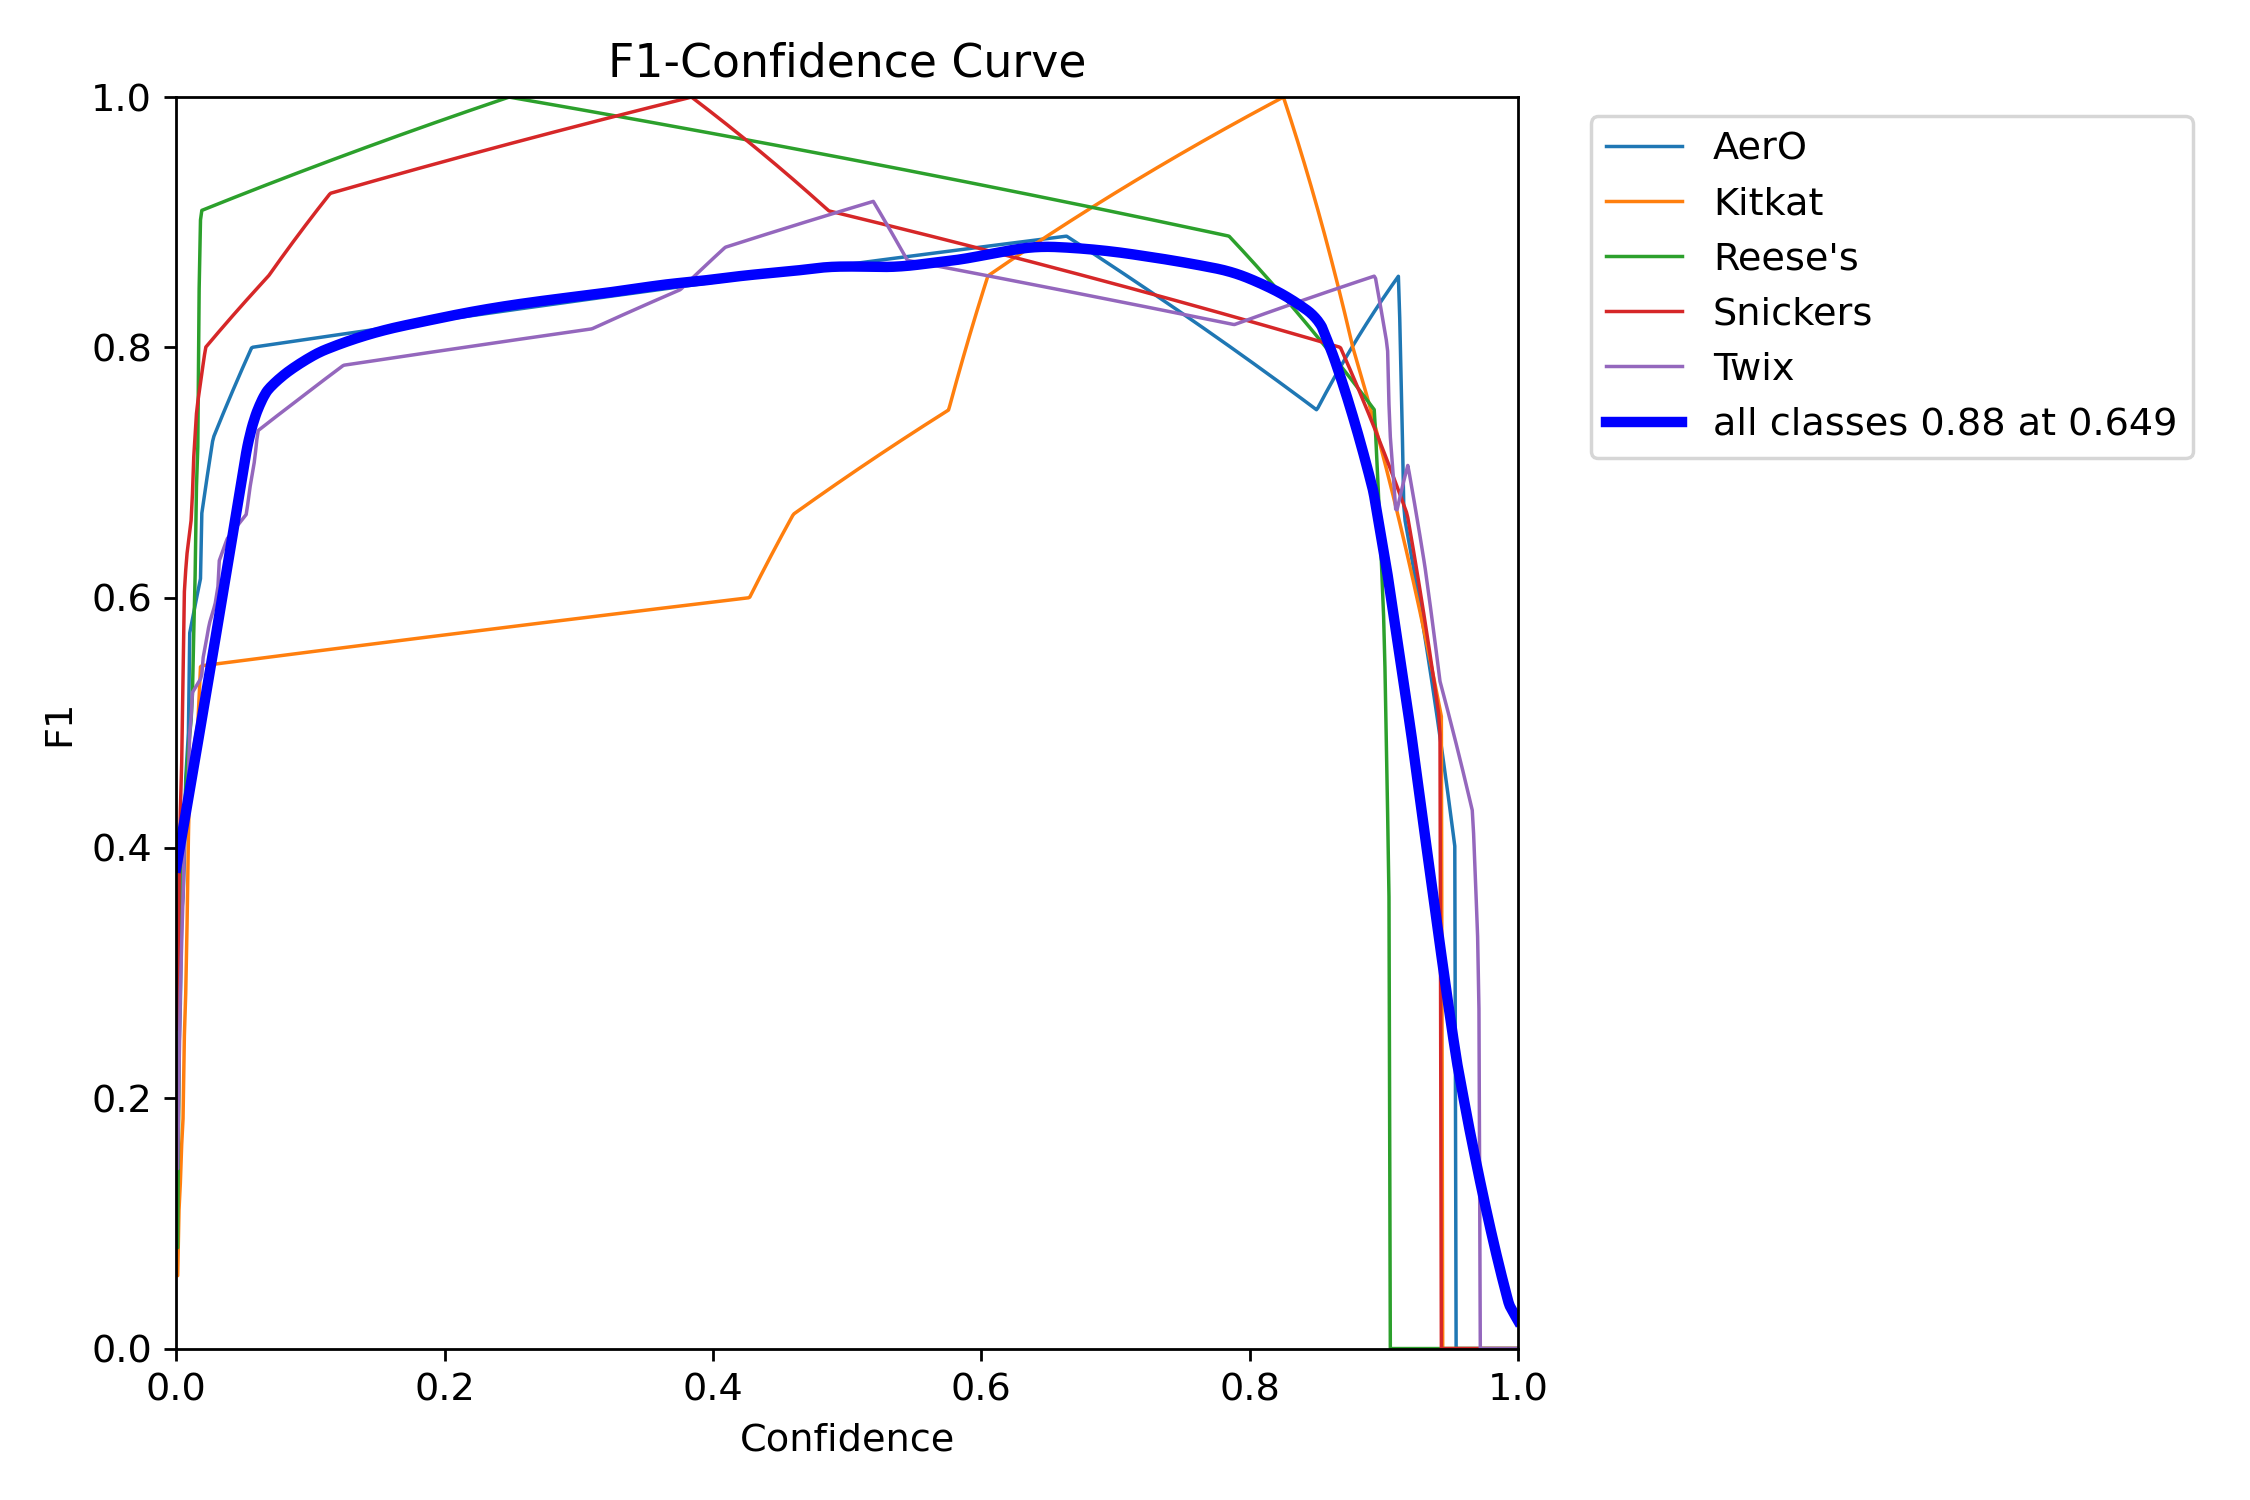 F1-Confidence Curve
1.0
0.8
0.6
0.4
0.2
0.0
F1
0.0 0.2 0.4 0.6 0.8 1.0
Confidence
AerO
Kitkat
Reese's
Snickers
Twix
all classes 0.88 at 0.649